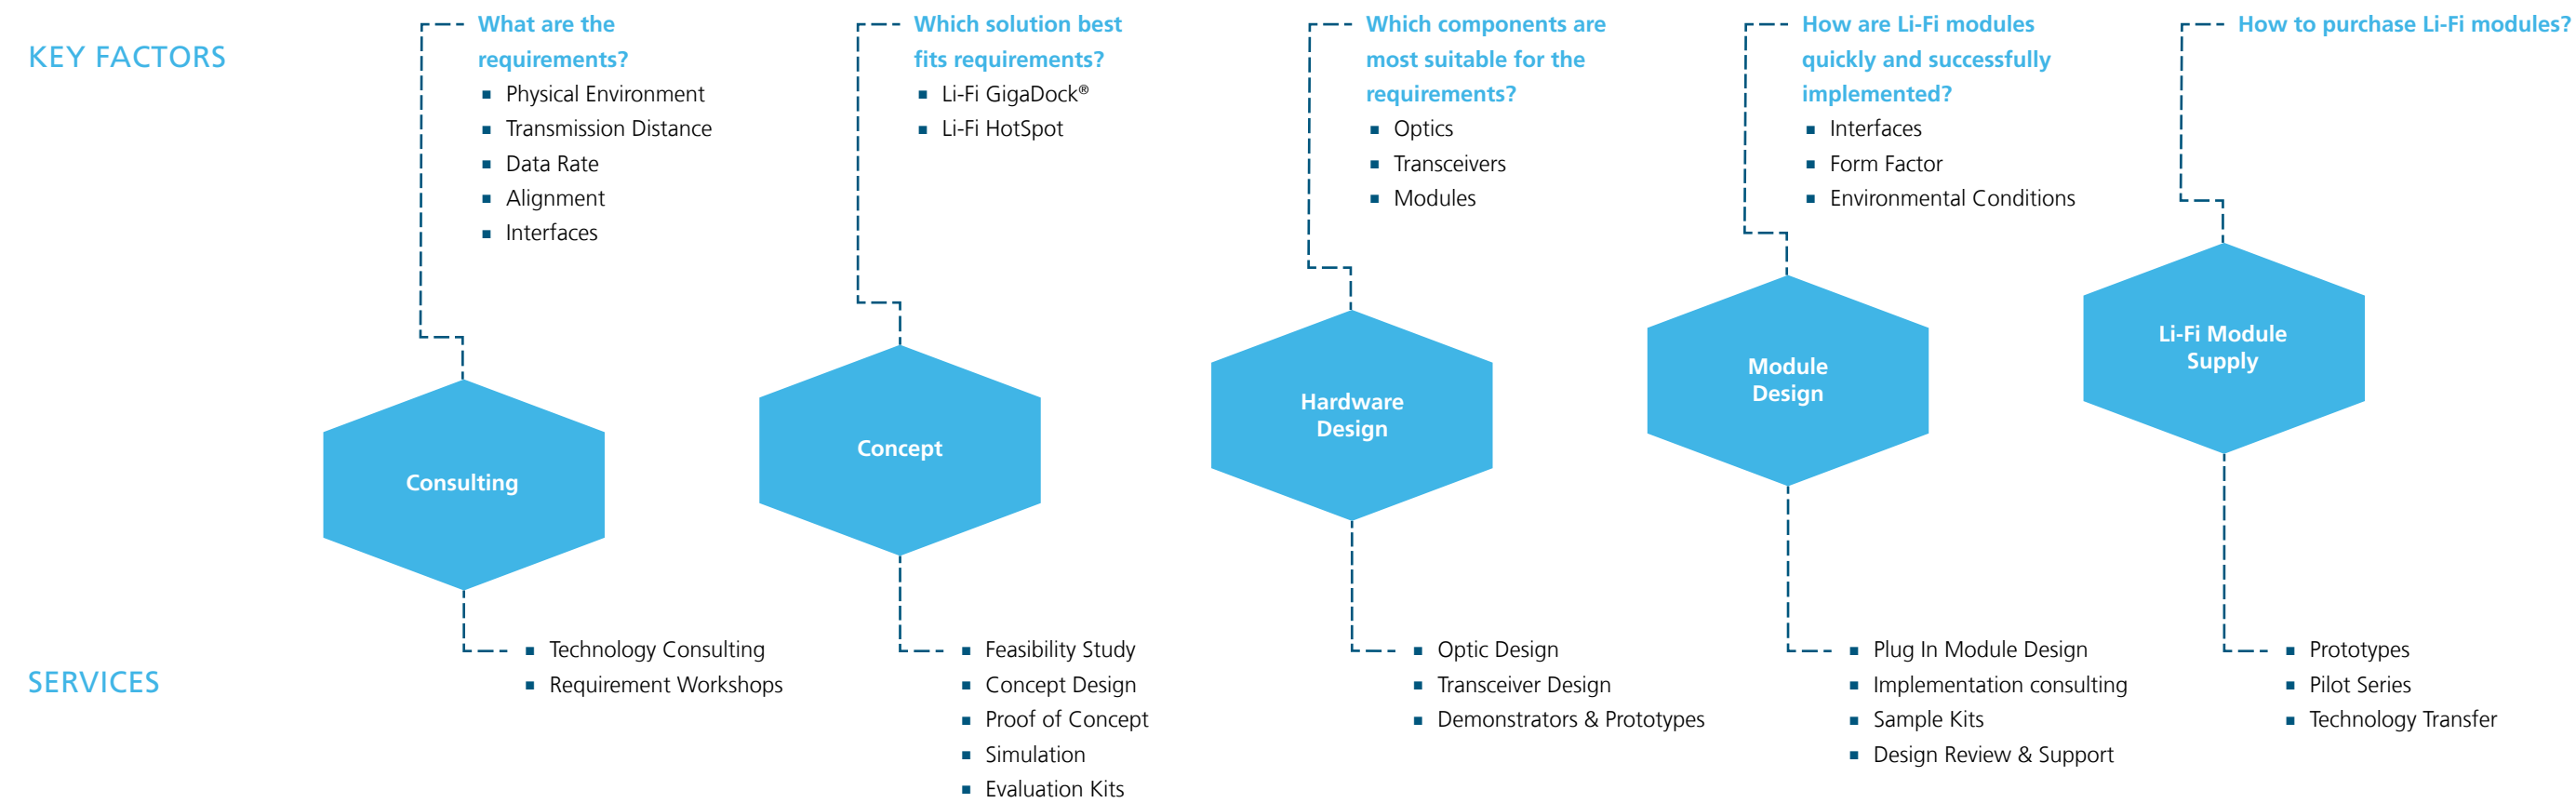 KEY FACTORS
What are the
requirements?
▪ Physical Environment
▪ Transmission Distance
▪ Data Rate
▪ Alignment
▪ Interfaces
Which solution best
fits requirements?
▪ Li-Fi GigaDock®
▪ Li-Fi HotSpot
Which components are
most suitable for the
requirements?
▪ Optics
▪ Transceivers
▪ Modules
How are Li-Fi modules
quickly and successfully
implemented?
▪ Interfaces
▪ Form Factor
▪ Environmental Conditions
How to purchase Li-Fi modules?
Consulting
Concept
Hardware
Design
Module
Design
Li-Fi Module
Supply
SERVICES
▪ Technology Consulting
▪ Requirement Workshops
▪ Feasibility Study
▪ Concept Design
▪ Proof of Concept
▪ Simulation
▪ Evaluation Kits
▪ Optic Design
▪ Transceiver Design
▪ Demonstrators & Prototypes
▪ Plug In Module Design
▪ Implementation consulting
▪ Sample Kits
▪ Design Review & Support
▪ Prototypes
▪ Pilot Series
▪ Technology Transfer